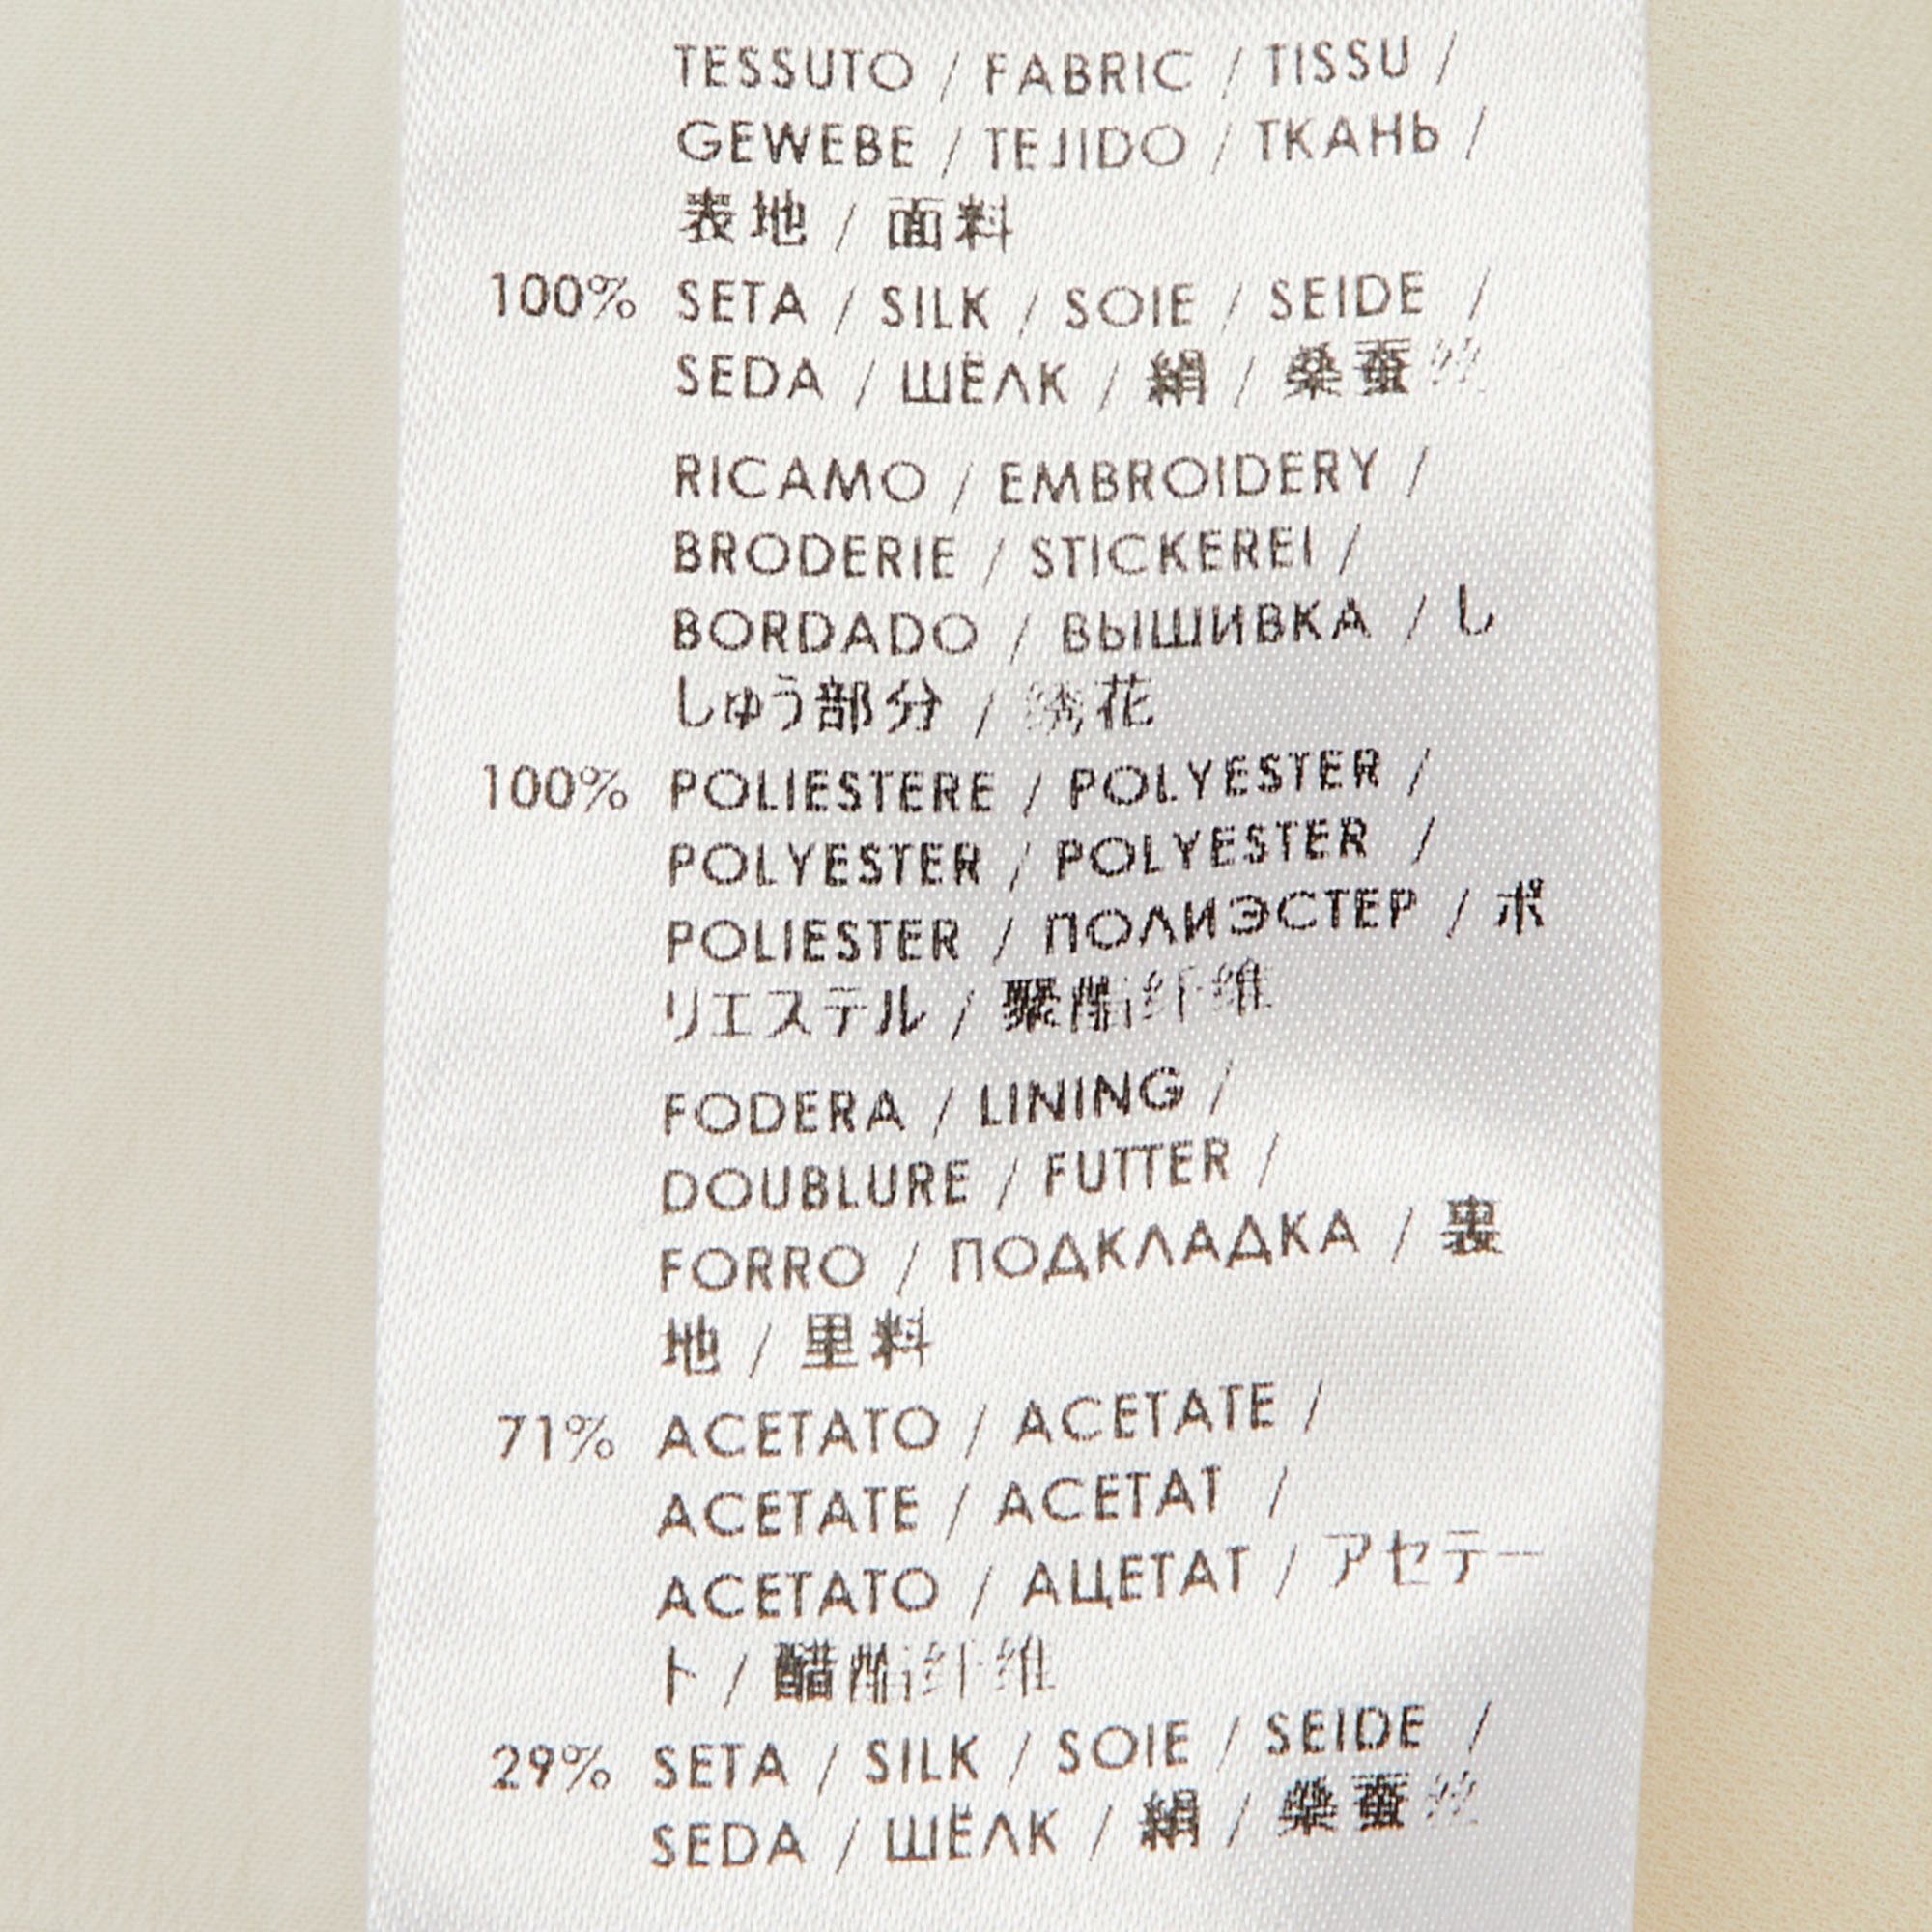 TESSUTO / FABRIC / TISSU /
GEWEBE / TEJIDO / ТКАНЬ /
表地 / 面料
100% SETA / SILK / SOIE / SEIDE /
SEDA / ШЁЛК / 絹 / 桑蚕丝
RICAMO / EMBROIDERY /
BRODERIE / STICKEREI /
BORDADO / ВЫШИВКА / し
しゅう部分 / 绣花
100% POLIESTERE / POLYESTER /
POLYESTER / POLYESTER /
POLIESTER / ПОЛИЭСТЕР / ポ
リエステル / 聚酯纤维
FODERA / LINING /
DOUBLURE / FUTTER /
FORRO / ПОДКЛАДКА / 裏
地 / 里料
71% ACETATO / ACETATE /
ACETATE / ACETAT /
ACETATO / АЦЕТАТ / アセテー
ト / 醋酯纤维
29% SETA / SILK / SOIE / SEIDE /
SEDA / ШЁЛК / 絹 / 桑蚕丝